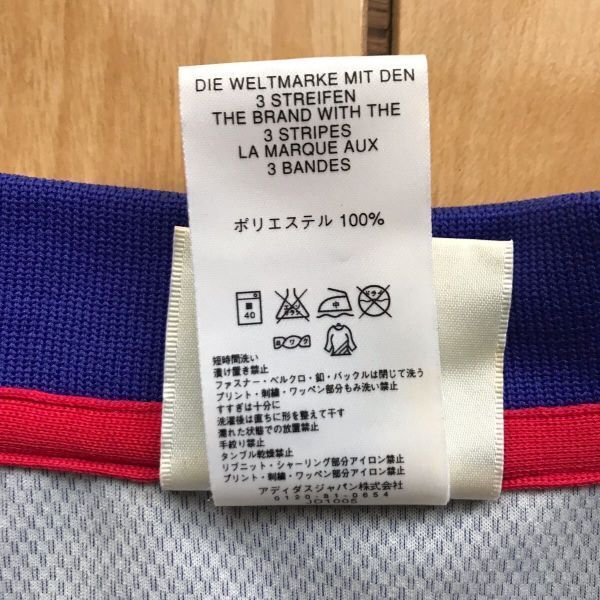 DIE WELTMARKE MIT DEN
3 STREIFEN
THE BRAND WITH THE
3 STRIPES
LA MARQUE AUX
3 BANDES
ポリエステル 100%
40
中
短時間洗い
漬け置き禁止
ファスナー・ベルクロ・釦・バックルは閉じて洗う
プリント・刺繍・ワッペン部分もみ洗い禁止
すすぎは十分に
洗濯後は直ちに形を整えて干す
濡れた状態での放置禁止
手絞り禁止
タンブル乾燥禁止
リブニット・シャーリング部分アイロン禁止
プリント・刺繍・ワッペン部分アイロン禁止
アディダスジャパン株式会社
0120-81-0654
JD1005